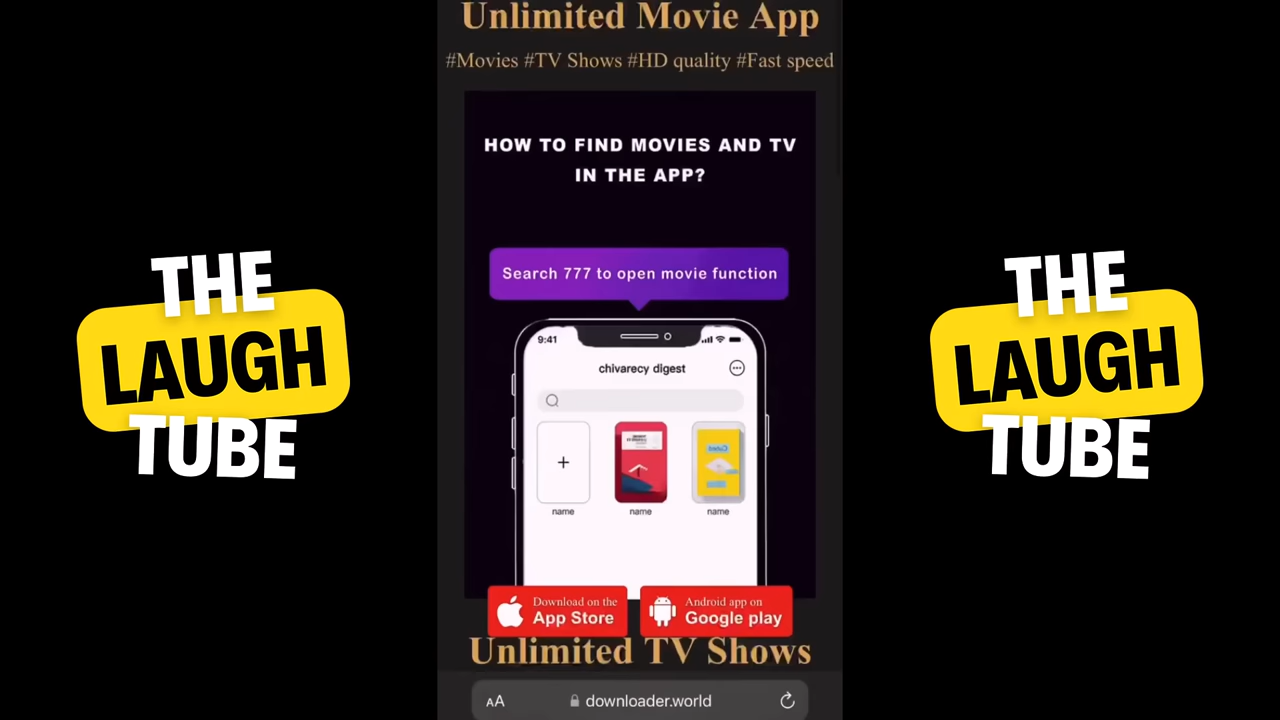 Unlimited Movie App
#Movies #TV Shows #HD quality #Fast speed
HOW TO FIND MOVIES AND TV
IN THE APP?
Search 777 to open movie function
9:41
chivarecy digest
+
name
name
name
Download on the
App Store
Android app on
Google play
Unlimited TV Shows
AA
downloader.world
THE
LAUGH
TUBE
THE
LAUGH
TUBE